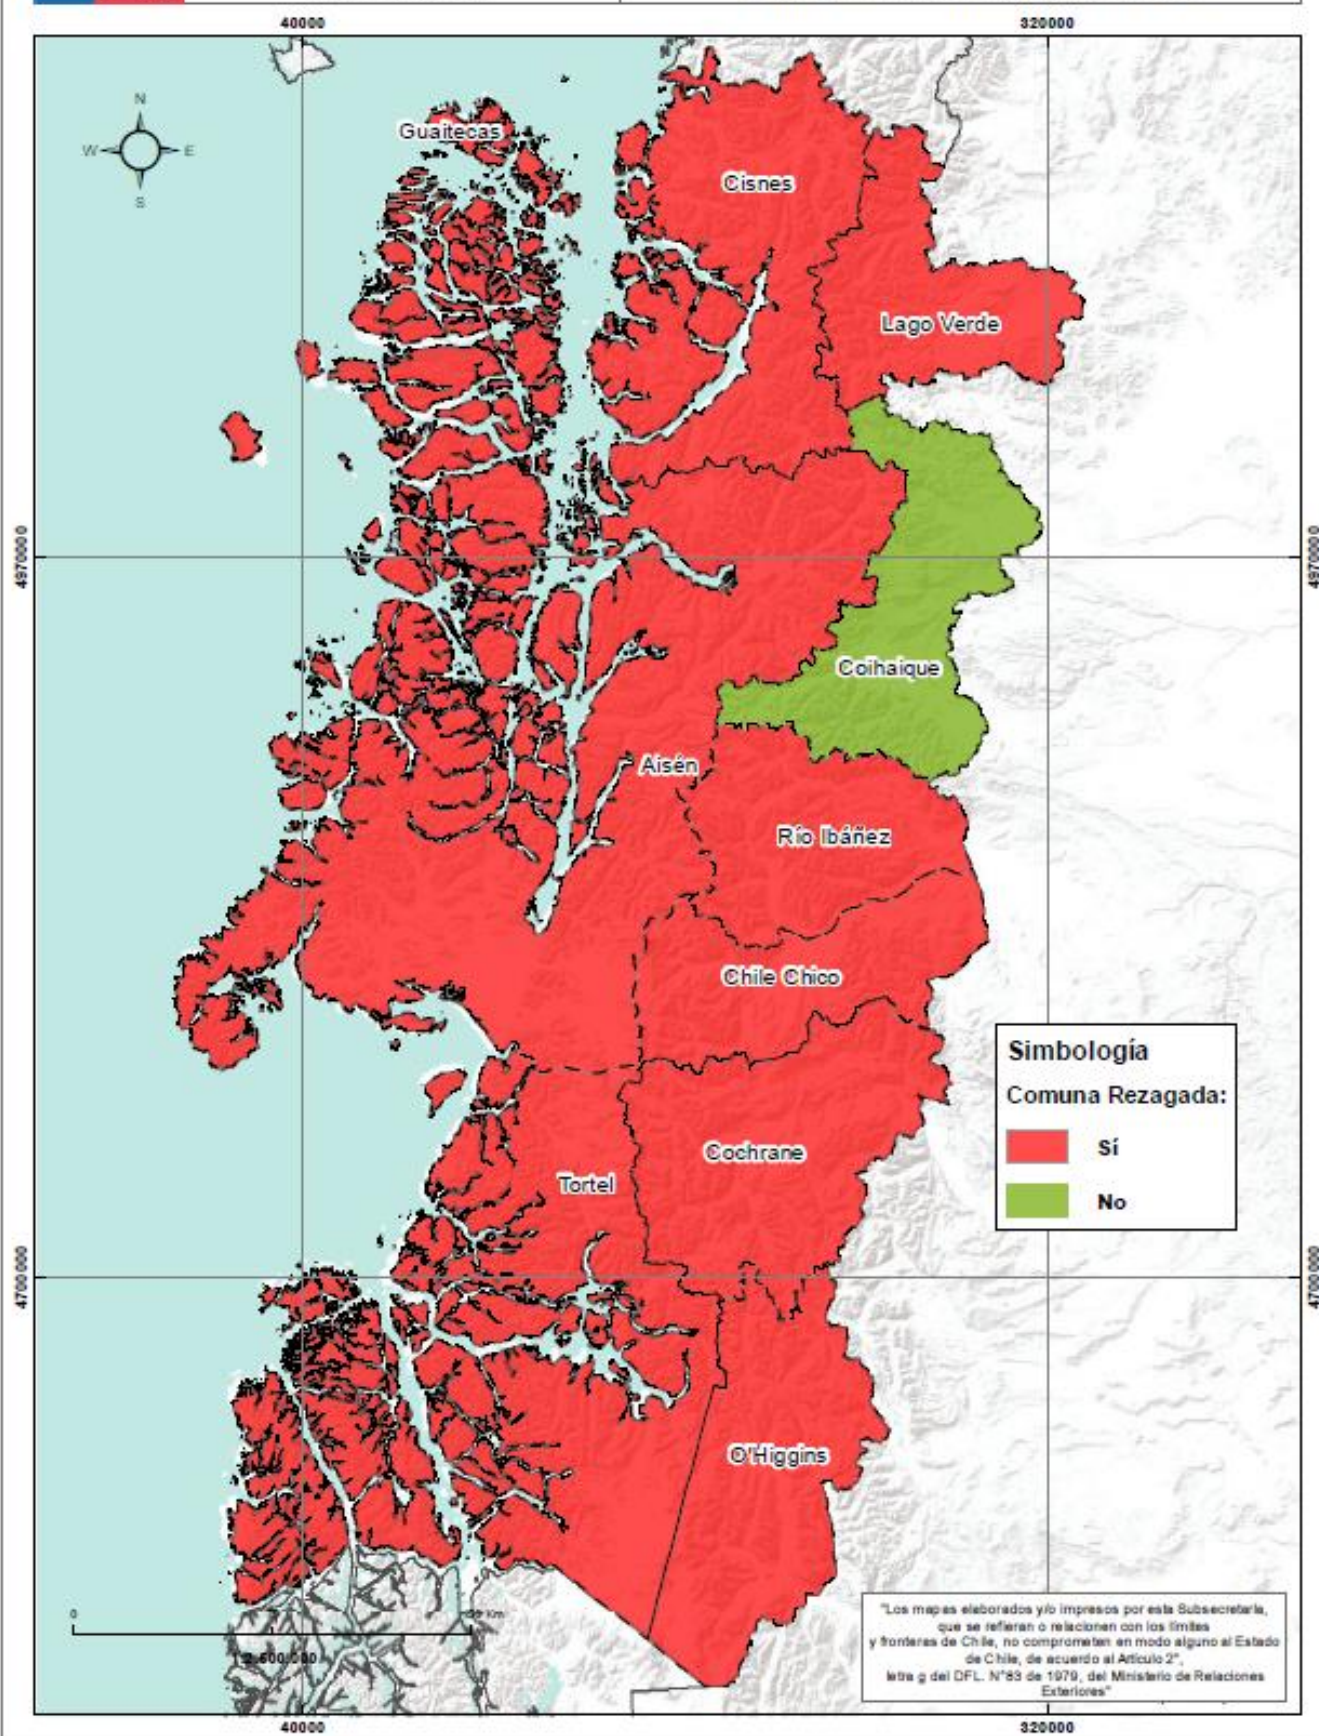 40000
320000
N
W
E
S
Guaitecas
Cisnes
Lago Verde
4970000
4970000
Coihaique
Aisén
Río Ibáñez
Chile Chico
Simbología
Comuna Rezagada:
Sí
No
Cochrane
Tortel
4700000
4700000
O'Higgins
"Los mapas elaborados y/o impresos por esta Subsecretaría,
que se refieran o relacionen con los límites
y fronteras de Chile, no comprometen en modo alguno al Estado
de Chile, de acuerdo al Artículo 2°,
letra g del DFL. N°83 de 1979, del Ministerio de Relaciones
Exteriores"
0
Km
40000
320000